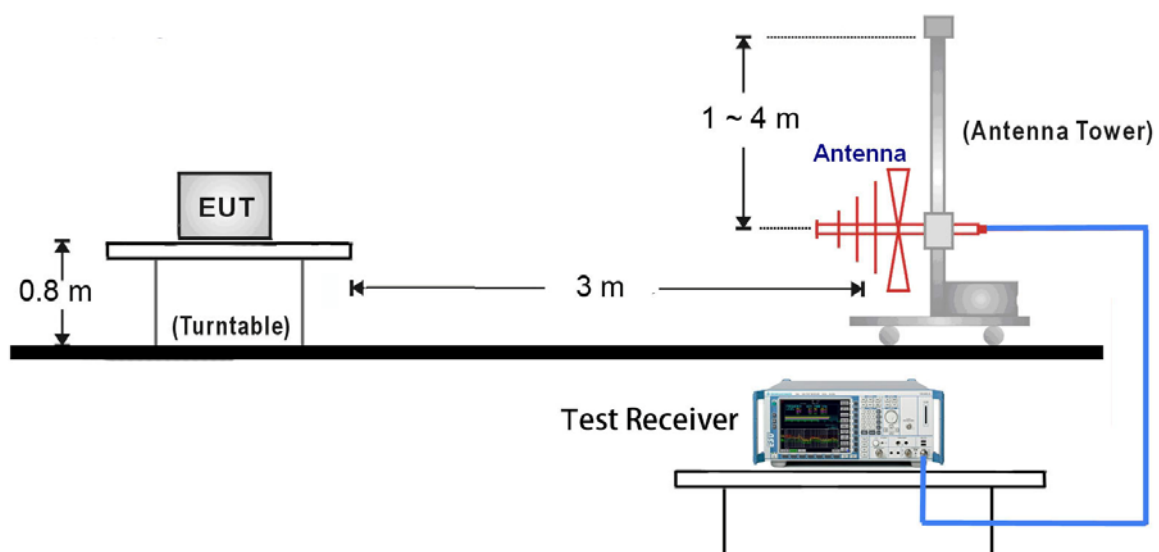 1 ~ 4 m
(Antenna Tower)
Antenna
EUT
0.8 m
3 m
(Turntable)
Test Receiver